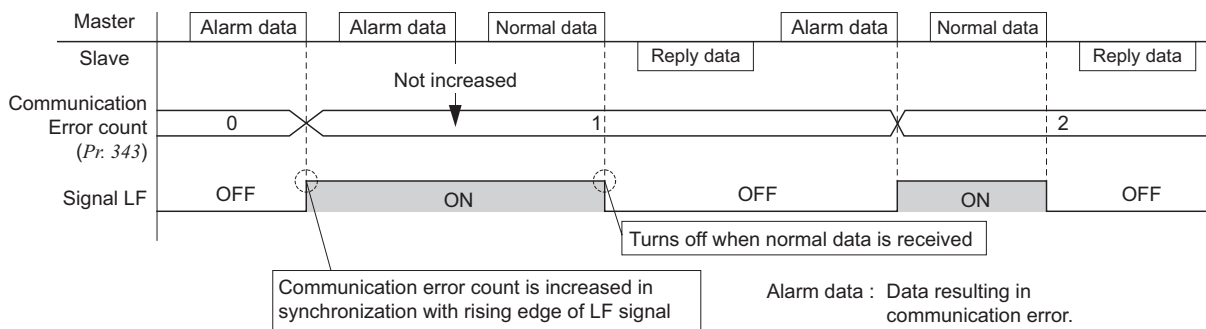 Master
Alarm data
Alarm data
Normal data
Alarm data
Normal data
Slave
Reply data
Reply data
Not increased
Communication
Error count
(Pr. 343)
0
1
2
Signal LF
OFF
ON
OFF
ON
OFF
Turns off when normal data is received
Communication error count is increased in
synchronization with rising edge of LF signal
Alarm data : Data resulting in
communication error.